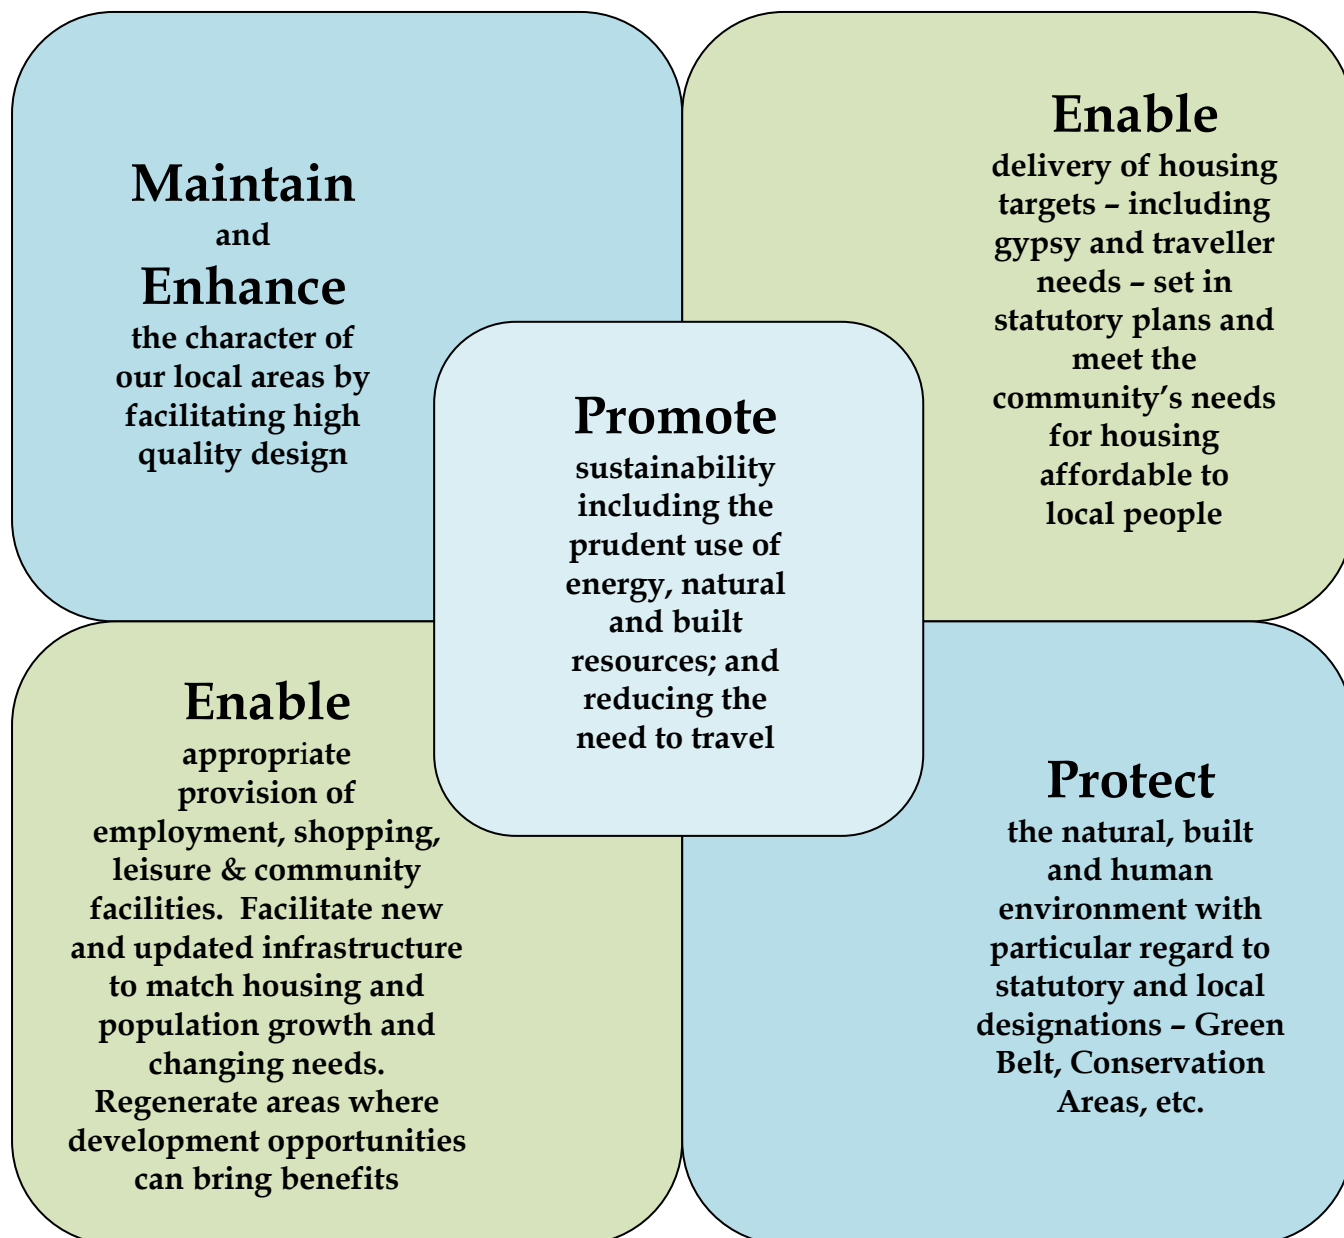 Maintain
and
Enhance
the character of
our local areas by
facilitating high
quality design
Enable
delivery of housing
targets – including
gypsy and traveller
needs – set in
statutory plans and
meet the
community’s needs
for housing
affordable to
local people
Promote
sustainability
including the
prudent use of
energy, natural
and built
resources; and
reducing the
need to travel
Enable
appropriate
provision of
employment, shopping,
leisure & community
facilities.  Facilitate new
and updated infrastructure
to match housing and
population growth and
changing needs.
Regenerate areas where
development opportunities
can bring benefits
Protect
the natural, built
and human
environment with
particular regard to
statutory and local
designations – Green
Belt, Conservation
Areas, etc.